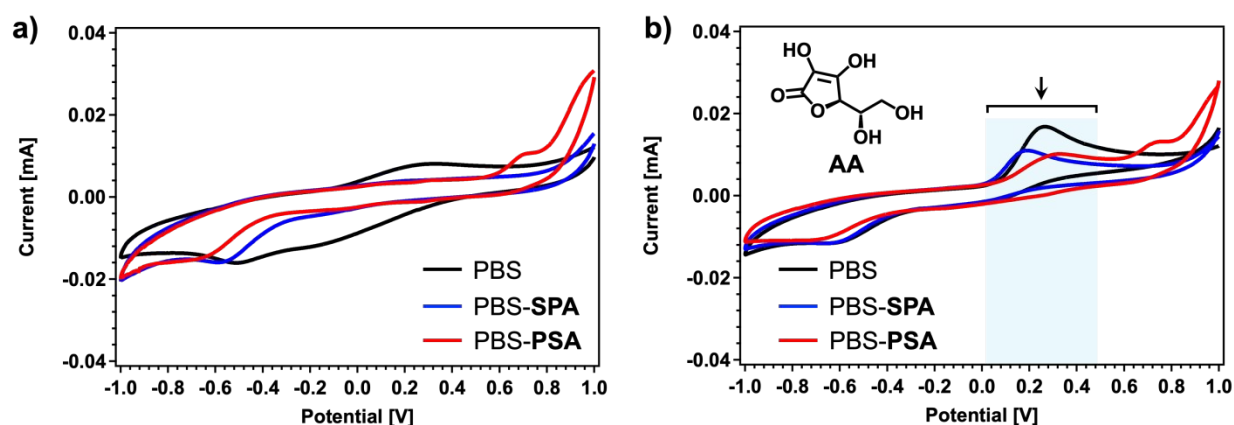 a)
0.04
0.02
0.00
-0.02
-0.04
Current [mA]
PBS
PBS-SPA
PBS-PSA
-1.0 -0.8 -0.6 -0.4 -0.2 0.0 0.2 0.4 0.6 0.8 1.0
Potential [V]
b)
0.04
0.02
0.00
-0.02
-0.04
Current [mA]
HO
OH
O
O
OH
OH
AA
PBS
PBS-SPA
PBS-PSA
-1.0 -0.8 -0.6 -0.4 -0.2 0.0 0.2 0.4 0.6 0.8 1.0
Potential [V]